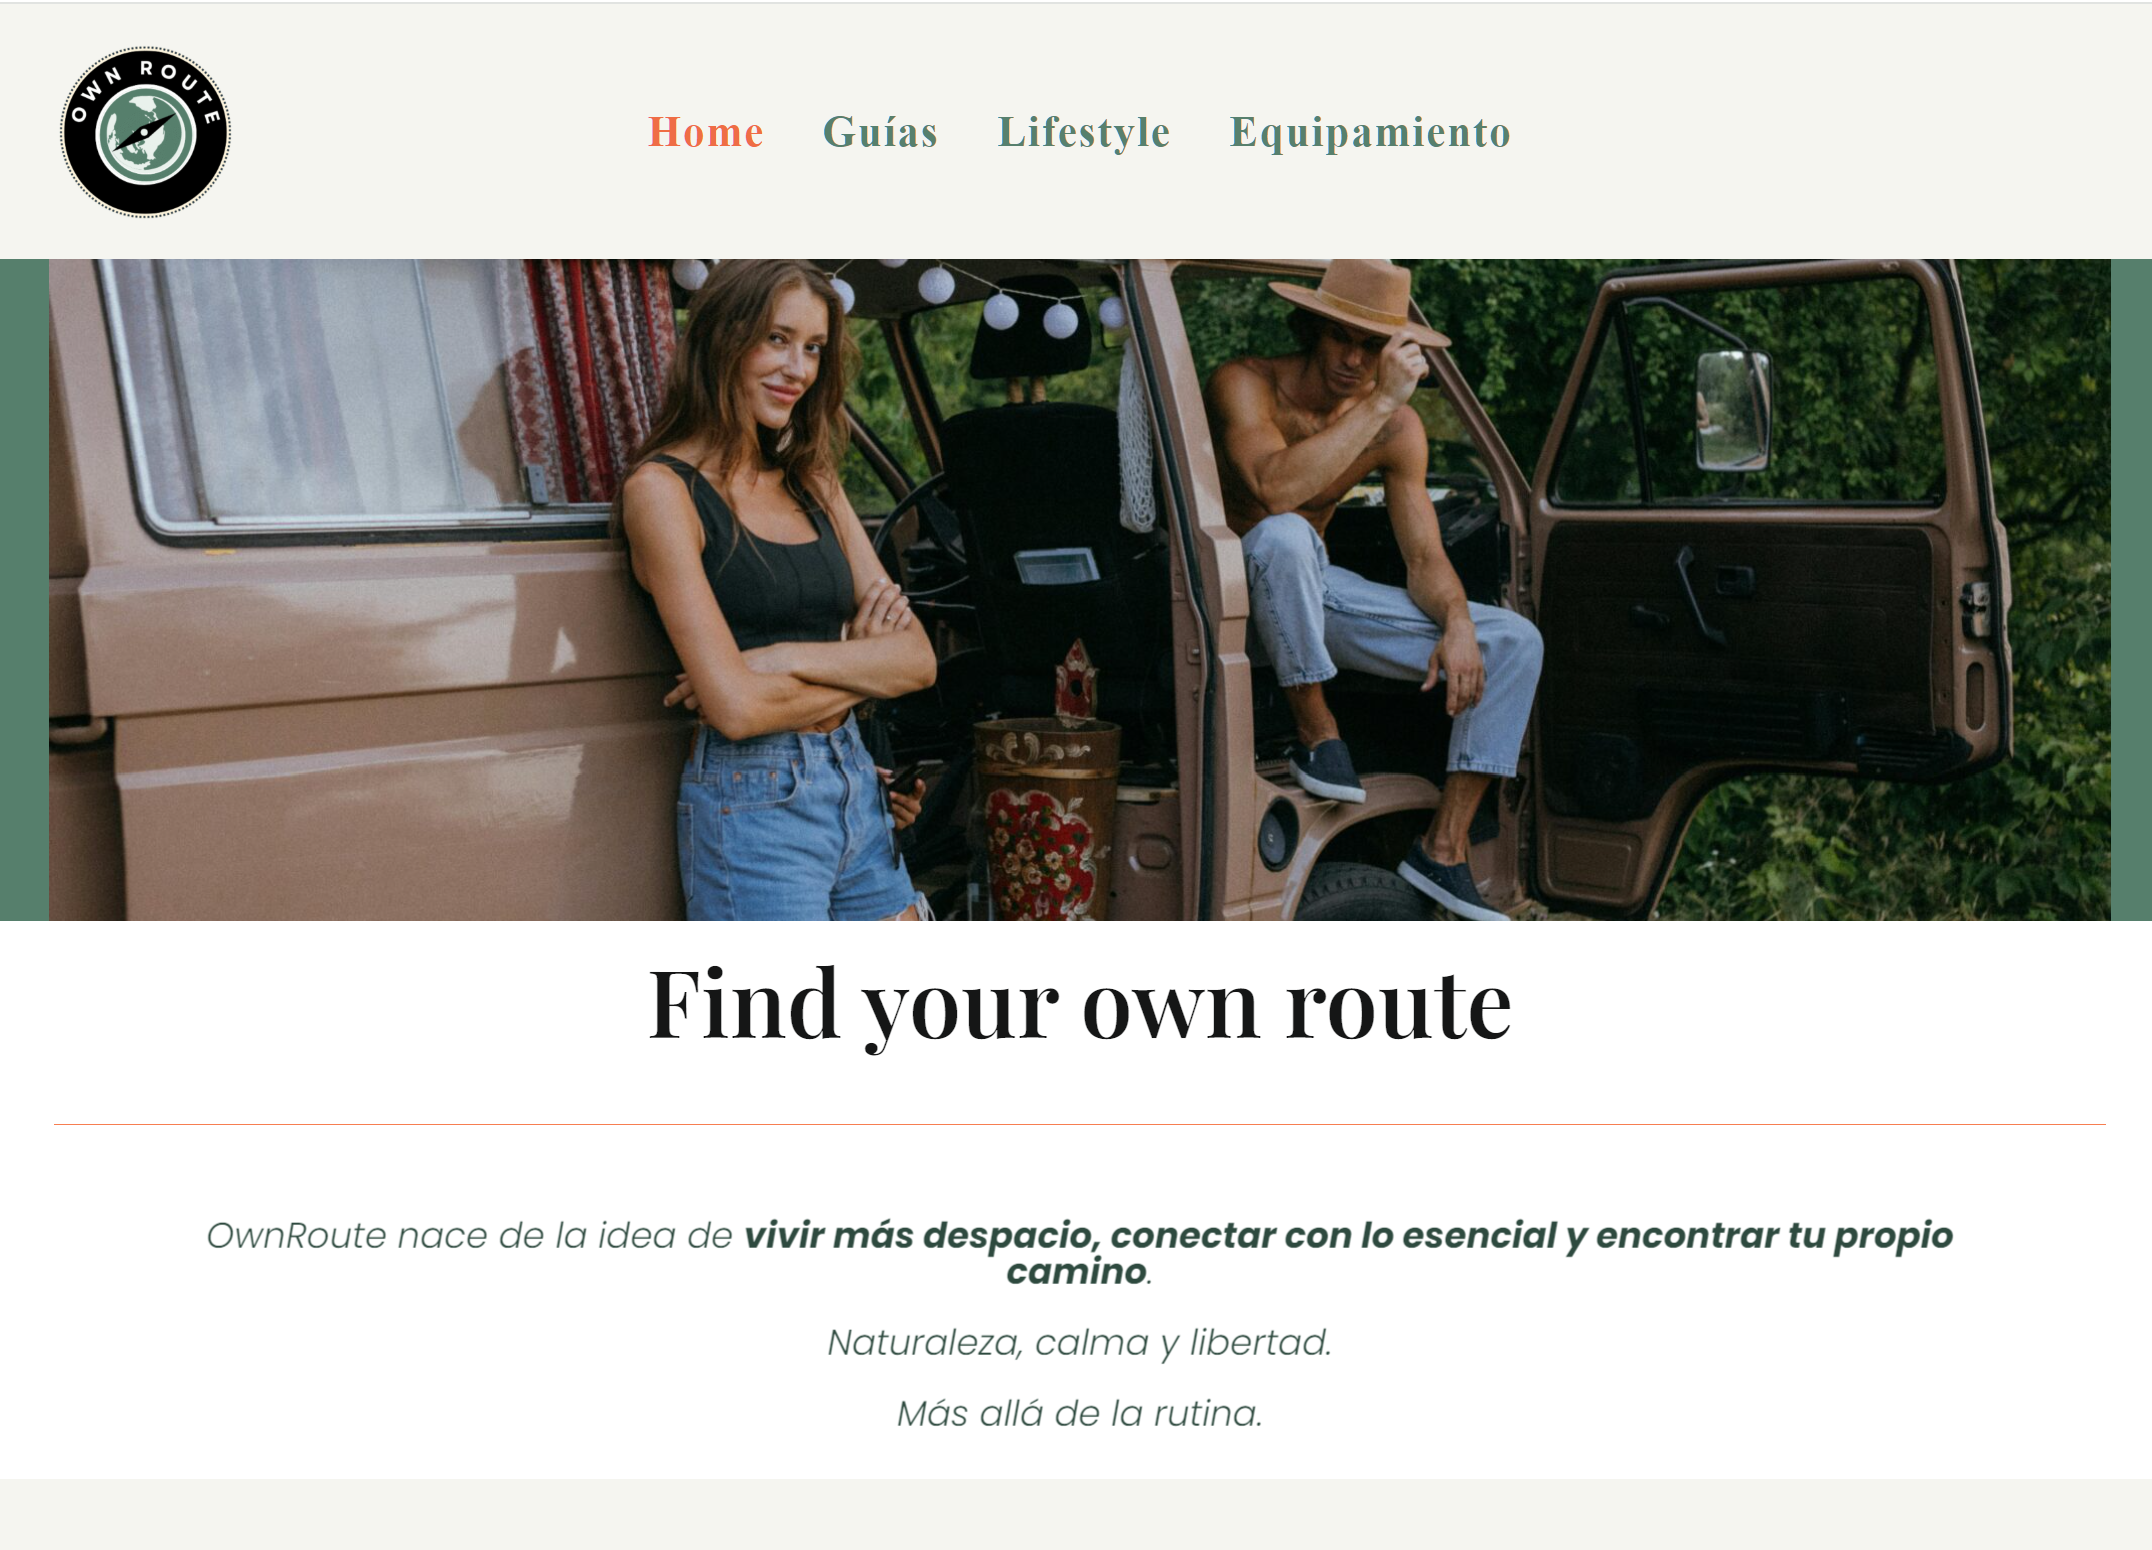 OWN ROUTE
Home Guías Lifestyle Equipamiento
Find your own route
OwnRoute nace de la idea de vivir más despacio, conectar con lo esencial y encontrar tu propio
camino.
Naturaleza, calma y libertad.
Más allá de la rutina.